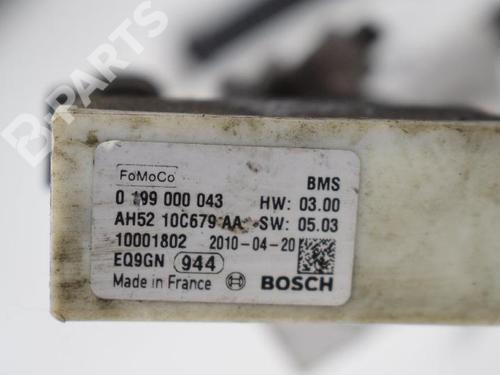 B-PARTS
FoMoCo
BMS
0 199 000 043 HW: 03.00
AH52 10C679 AA SW: 05.03
10001802 2010-04-20
EQ9GN 944
Made in France BOSCH